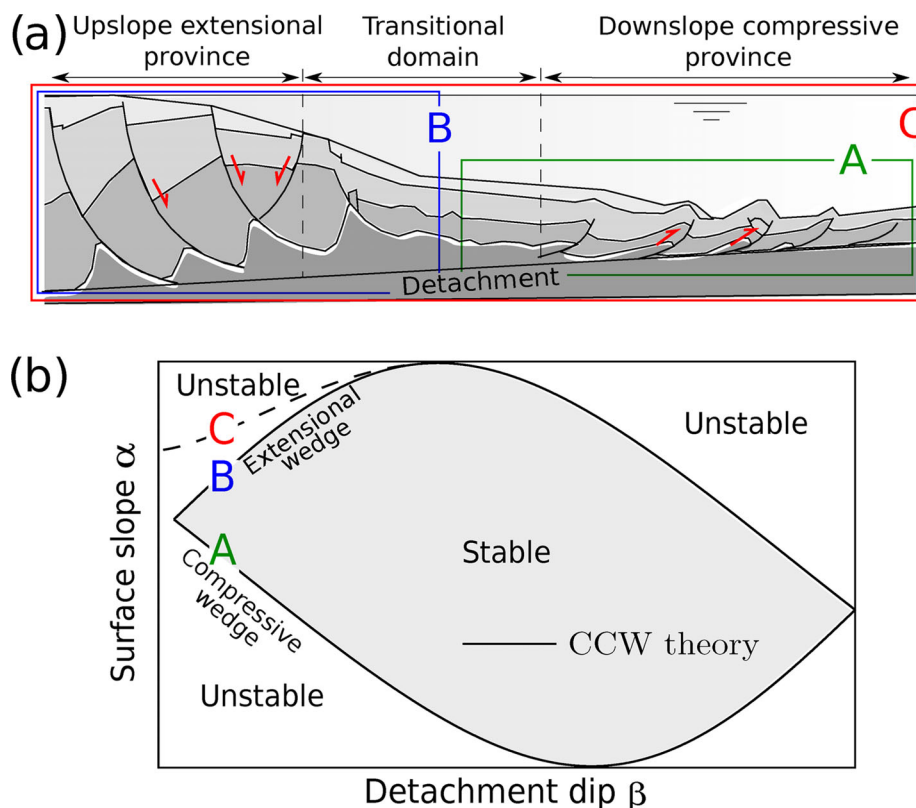 (a)
Upslope extensional
province
Transitional
domain
Downslope compressive
province
B
C
A
Detachment
(b)
Unstable
C
Extensional
wedge
B
Unstable
A
Stable
Compressive
wedge
CCW theory
Unstable
Surface slope α
Detachment dip β